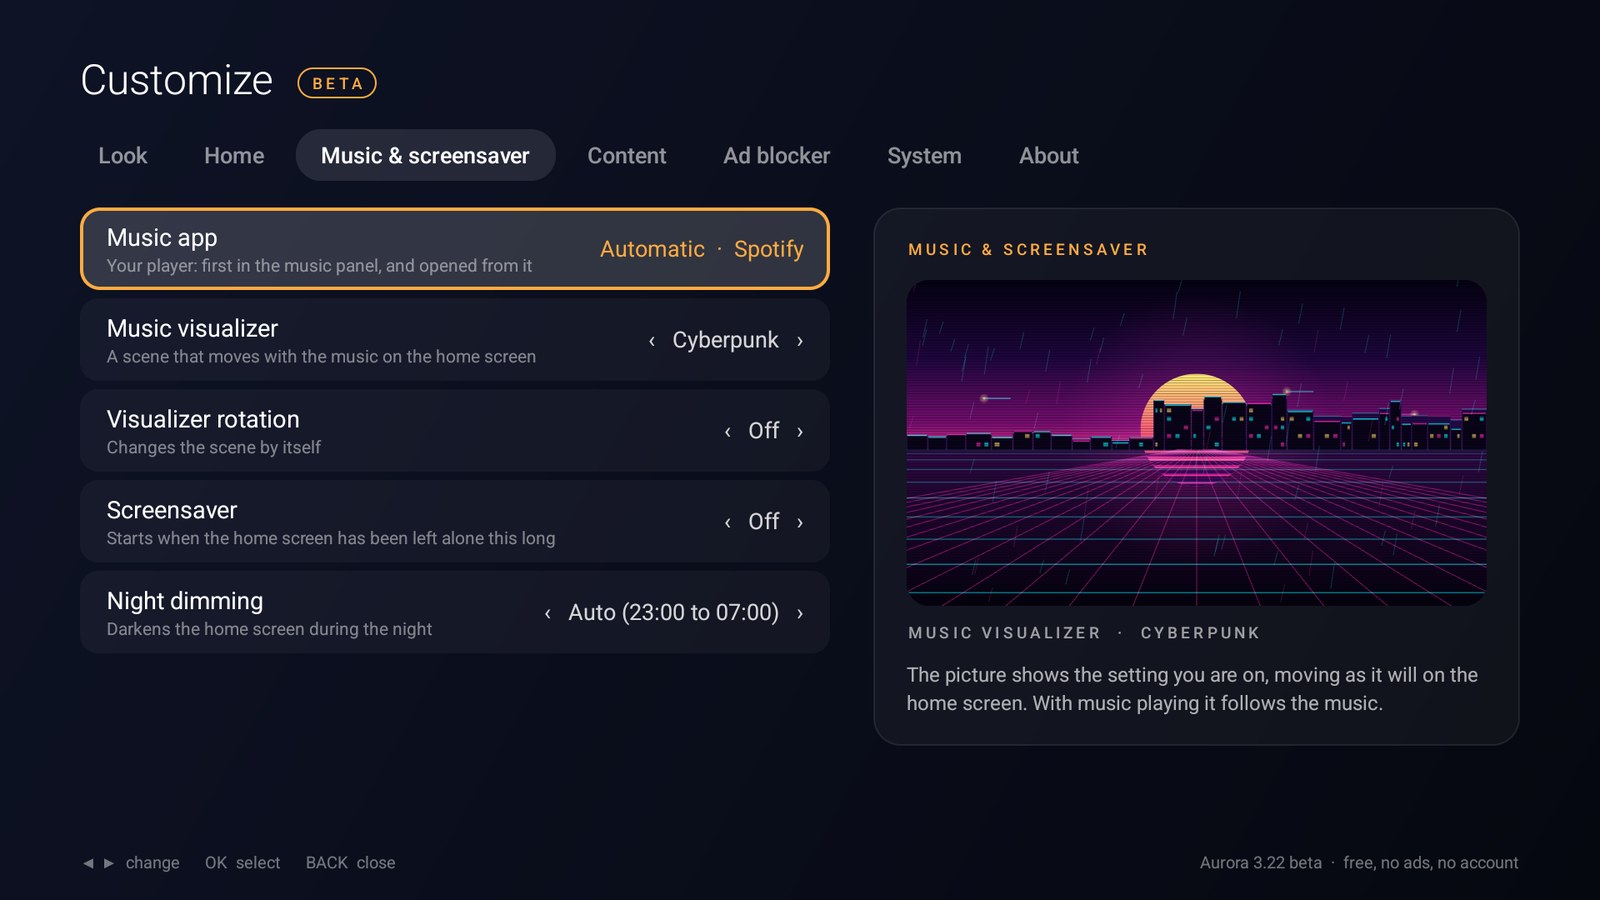 Customize BETA
Look Home Music & screensaver Content Ad blocker System About
Music app
Your player: first in the music panel, and opened from it
Automatic · Spotify
Music visualizer
A scene that moves with the music on the home screen
‹ Cyberpunk ›
Visualizer rotation
Changes the scene by itself
‹ Off ›
Screensaver
Starts when the home screen has been left alone this long
‹ Off ›
Night dimming
Darkens the home screen during the night
‹ Auto (23:00 to 07:00) ›
MUSIC & SCREENSAVER
MUSIC VISUALIZER · CYBERPUNK
The picture shows the setting you are on, moving as it will on the
home screen. With music playing it follows the music.
◄ ► change OK select BACK close
Aurora 3.22 beta · free, no ads, no account